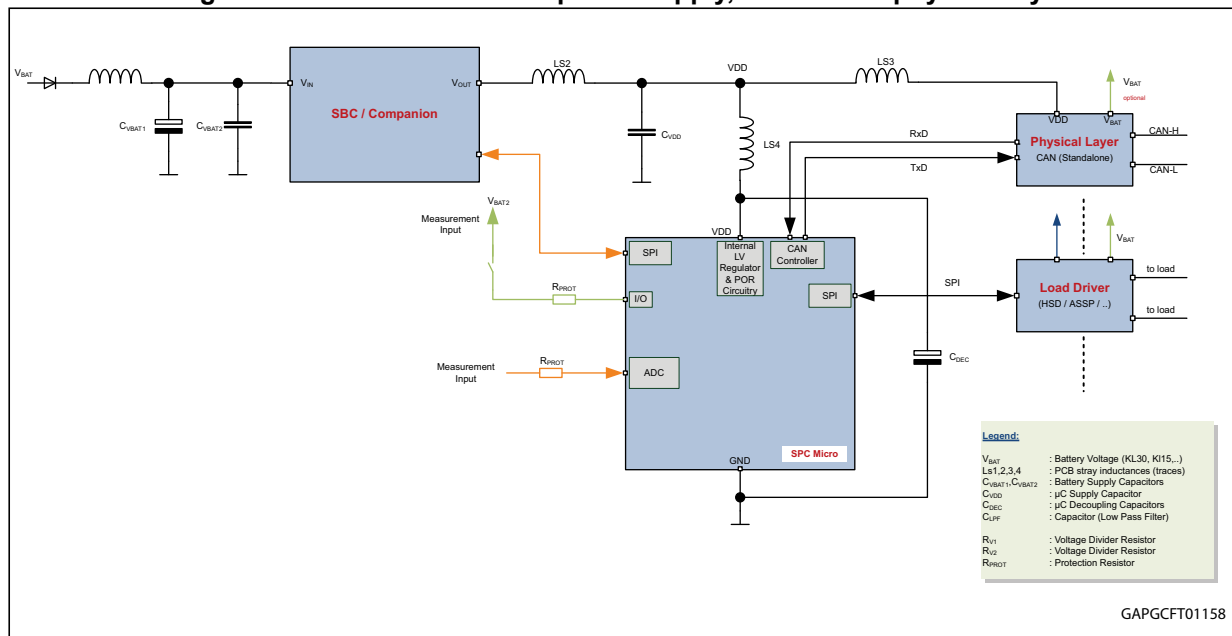 V_BAT
V_IN
V_OUT
SBC / Companion
C_VBAT1
C_VBAT2
LS2
VDD
LS3
C_VDD
LS4
RxD
TxD
V_BAT
optional
VDD
V_BAT
Physical Layer
CAN (Standalone)
CAN-H
CAN-L
V_BAT2
Measurement
Input
VDD
SPI
Internal
LV
Regulator
& POR
Circuitry
CAN
Controller
SPI
R_PROT
I/O
SPI
V_BAT
Load Driver
(HSD / ASSP / ..)
to load
to load
Measurement
Input
R_PROT
ADC
C_DEC
SPC Micro
GND
Legend:
V_BAT : Battery Voltage (KL30, Kl15,..)
Ls1,2,3,4 : PCB stray inductances (traces)
C_VBAT1,C_VBAT2 : Battery Supply Capacitors
C_VDD : µC Supply Capacitor
C_DEC : µC Decoupling Capacitors
C_LPF : Capacitor (Low Pass Filter)
R_V1 : Voltage Divider Resistor
R_V2 : Voltage Divider Resistor
R_PROT : Protection Resistor
GAPGCFT01158